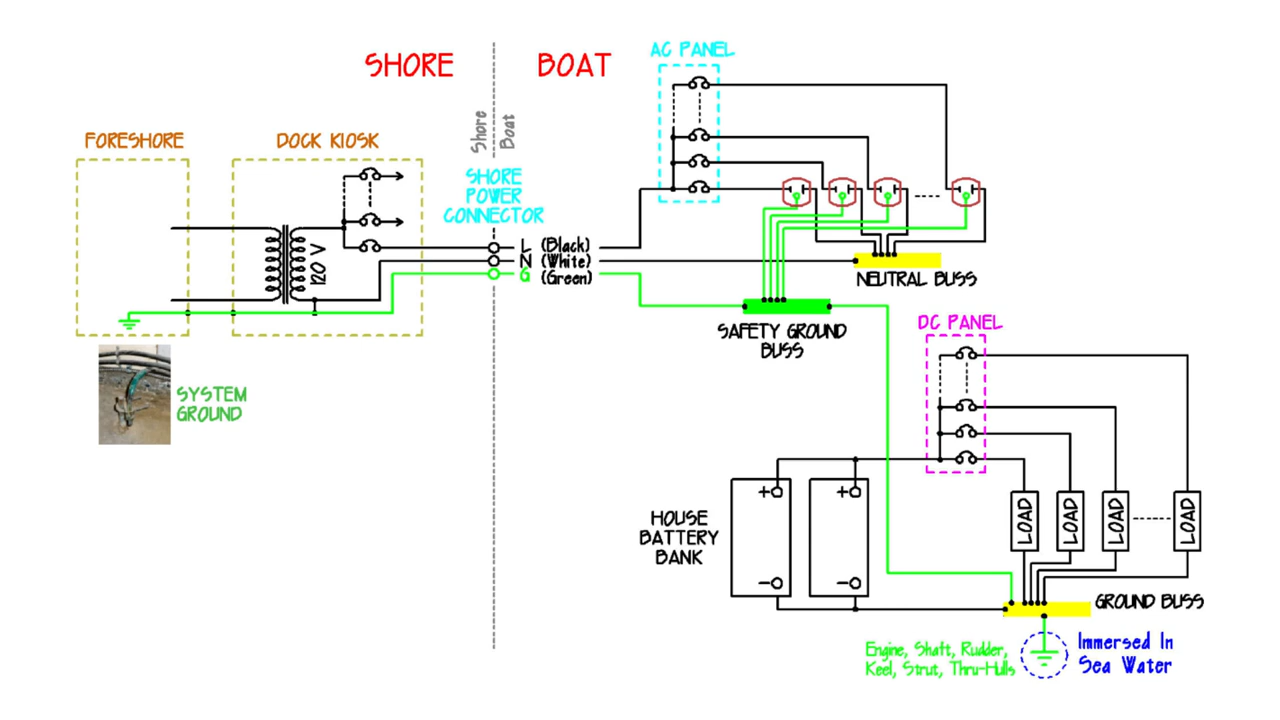 SHORE
BOAT
AC PANEL
FORESHORE
DOCK KIOSK
Shore
Boat
SHORE
POWER
CONNECTOR
120 V
L (Black)
N (White)
G (Green)
NEUTRAL BUSS
SAFETY GROUND
BUSS
DC PANEL
SYSTEM
GROUND
HOUSE
BATTERY
BANK
+
+
-
-
LOAD
LOAD
LOAD
LOAD
GROUND BUSS
Engine, Shaft, Rudder,
Keel, Strut, Thru-Hulls
Immersed In
Sea Water